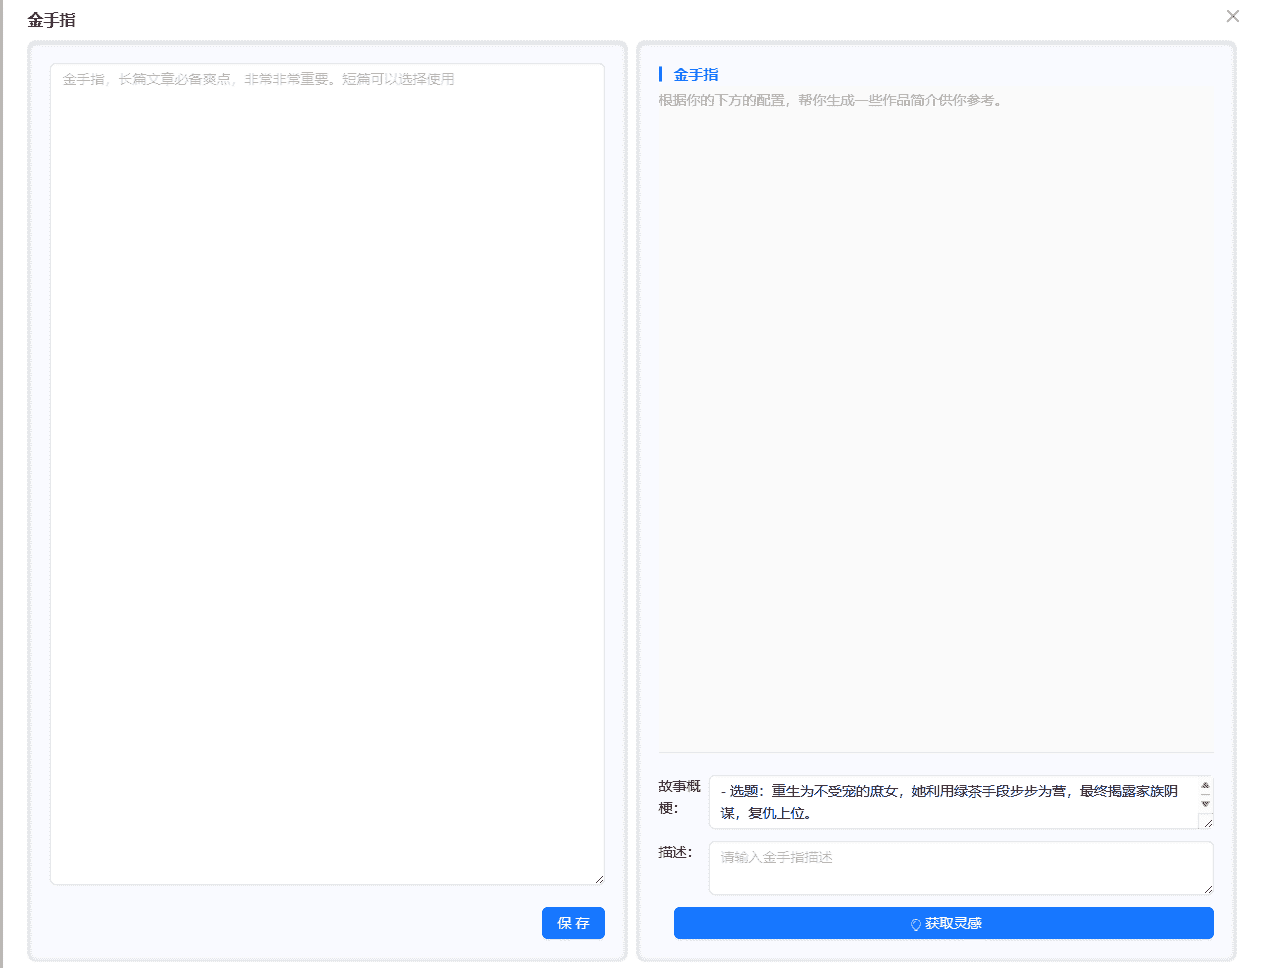 金手指
金手指，长篇文章必备爽点，非常非常重要。短篇可以选择使用
保 存
金手指
根据你的下方的配置，帮你生成一些作品简介供你参考。
故事概梗：
- 选题：重生为不受宠的庶女，她利用绿茶手段步步为营，最终揭露家族阴
谋，复仇上位。
描述：
请输入金手指描述
获取灵感